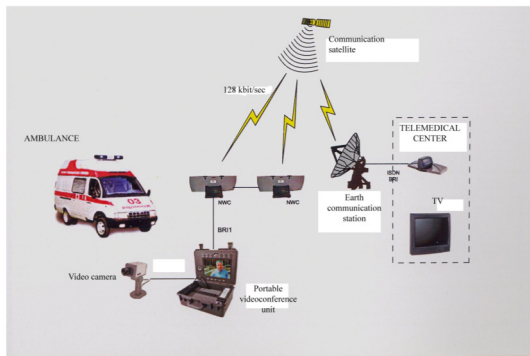 Communication
satellite
128 kbit/sec
AMBULANCE
TELEMEDICAL
CENTER
ISDN
BRI
NWC
NWC
Earth
communication
station
TV
03
BRI1
Video camera
Portable
videoconference
unit